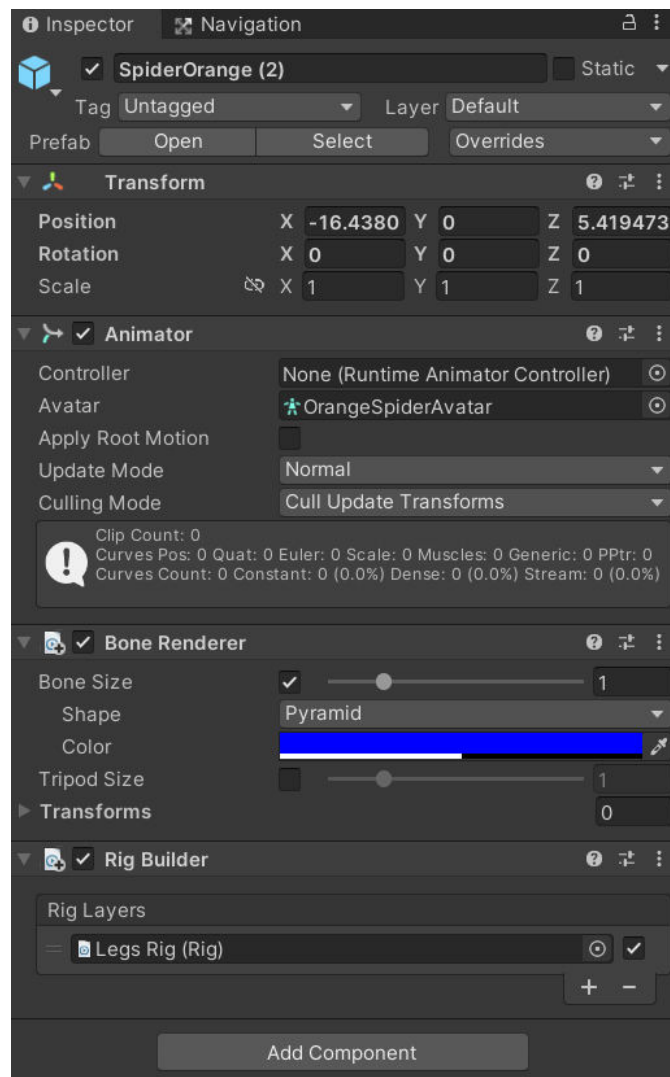 Inspector Navigation
SpiderOrange (2) Static
Tag Untagged Layer Default
Prefab Open Select Overrides
Transform
Position X -16.4380 Y 0 Z 5.419473
Rotation X 0 Y 0 Z 0
Scale X 1 Y 1 Z 1
Animator
Controller None (Runtime Animator Controller)
Avatar OrangeSpiderAvatar
Apply Root Motion
Update Mode Normal
Culling Mode Cull Update Transforms
Clip Count: 0
Curves Pos: 0 Quat: 0 Euler: 0 Scale: 0 Muscles: 0 Generic: 0 PPtr: 0
Curves Count: 0 Constant: 0 (0.0%) Dense: 0 (0.0%) Stream: 0 (0.0%)
Bone Renderer
Bone Size 1
Shape Pyramid
Color
Tripod Size 1
Transforms 0
Rig Builder
Rig Layers
Legs Rig (Rig)
+ −
Add Component